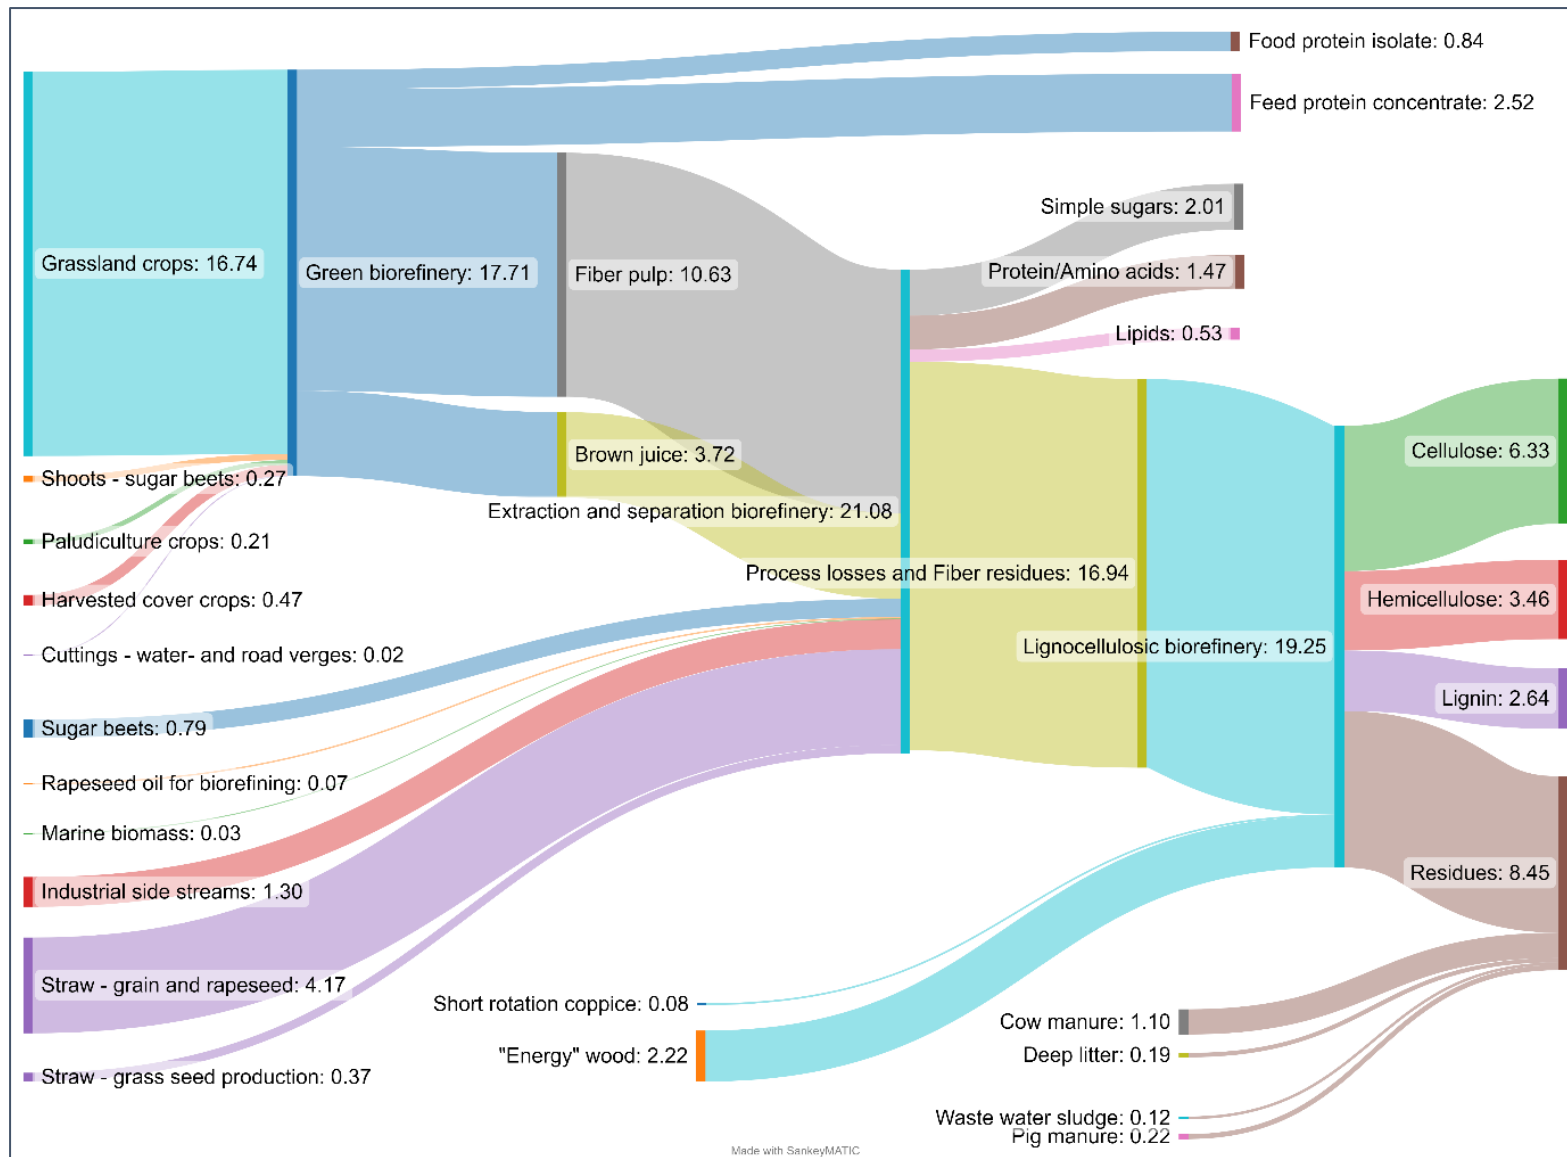 Food protein isolate: 0.84
Feed protein concentrate: 2.52
Simple sugars: 2.01
Grassland crops: 16.74
Green biorefinery: 17.71
Fiber pulp: 10.63
Protein/Amino acids: 1.47
Lipids: 0.53
Shoots - sugar beets: 0.27
Brown juice: 3.72
Cellulose: 6.33
Extraction and separation biorefinery: 21.08
Paludiculture crops: 0.21
Process losses and Fiber residues: 16.94
Harvested cover crops: 0.47
Hemicellulose: 3.46
Cuttings - water- and road verges: 0.02
Lignocellulosic biorefinery: 19.25
Lignin: 2.64
Sugar beets: 0.79
Rapeseed oil for biorefining: 0.07
Marine biomass: 0.03
Industrial side streams: 1.30
Residues: 8.45
Straw - grain and rapeseed: 4.17
Short rotation coppice: 0.08
Cow manure: 1.10
"Energy" wood: 2.22
Deep litter: 0.19
Straw - grass seed production: 0.37
Waste water sludge: 0.12
Pig manure: 0.22
Made with SankeyMATIC